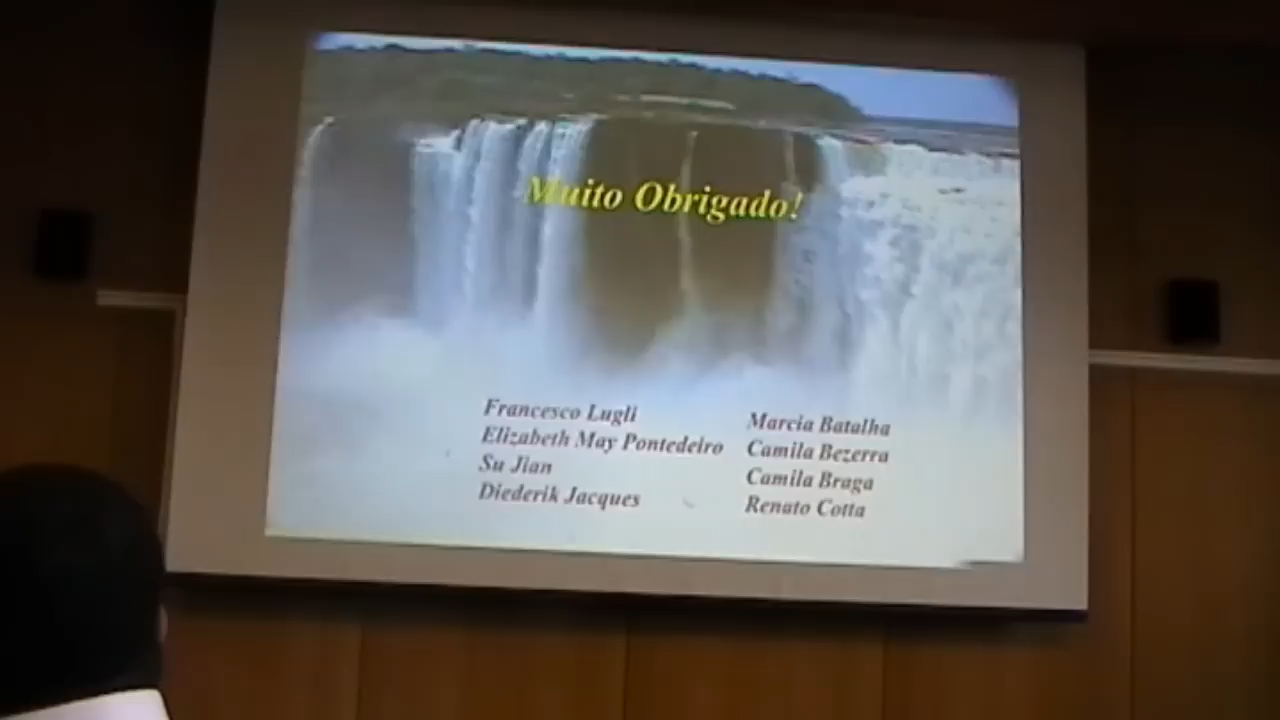 Muito Obrigado!
Francesco Lugli
Elizabeth May Pontedeiro
Su Jian
Diederik Jacques
Marcia Batalha
Camila Bezerra
Camila Braga
Renato Cotta